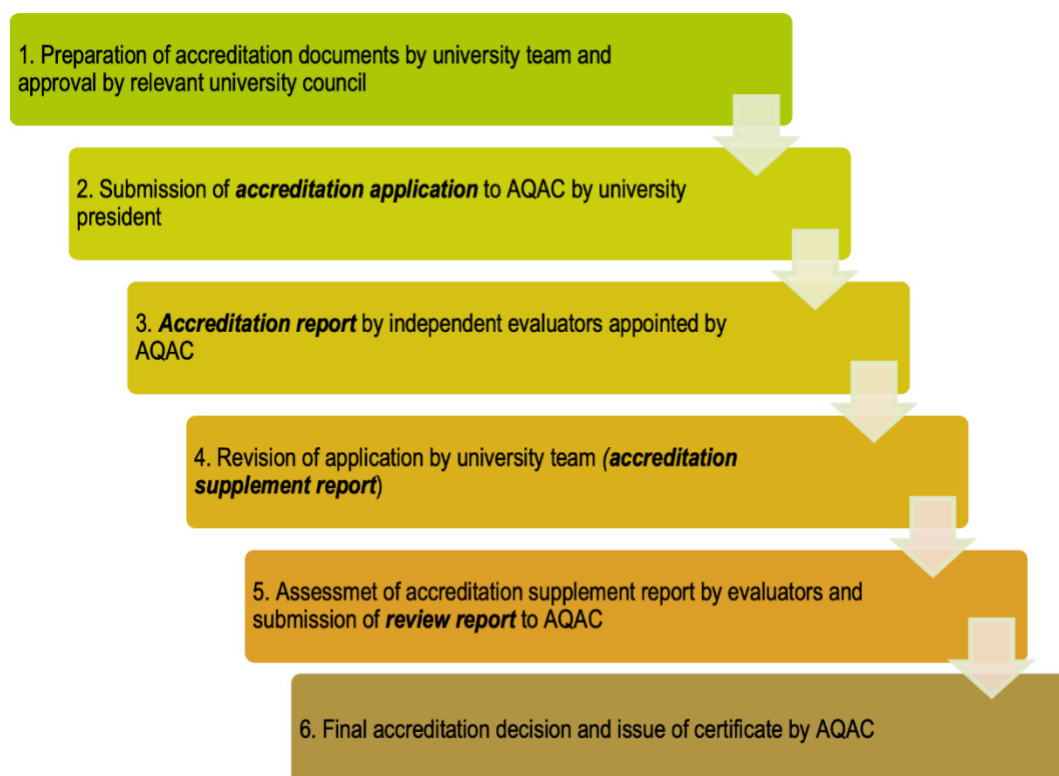 1. Preparation of accreditation documents by university team and
approval by relevant university council
2. Submission of accreditation application to AQAC by university
president
3. Accreditation report by independent evaluators appointed by
AQAC
4. Revision of application by university team (accreditation
supplement report)
5. Assessmet of accreditation supplement report by evaluators and
submission of review report to AQAC
6. Final accreditation decision and issue of certificate by AQAC